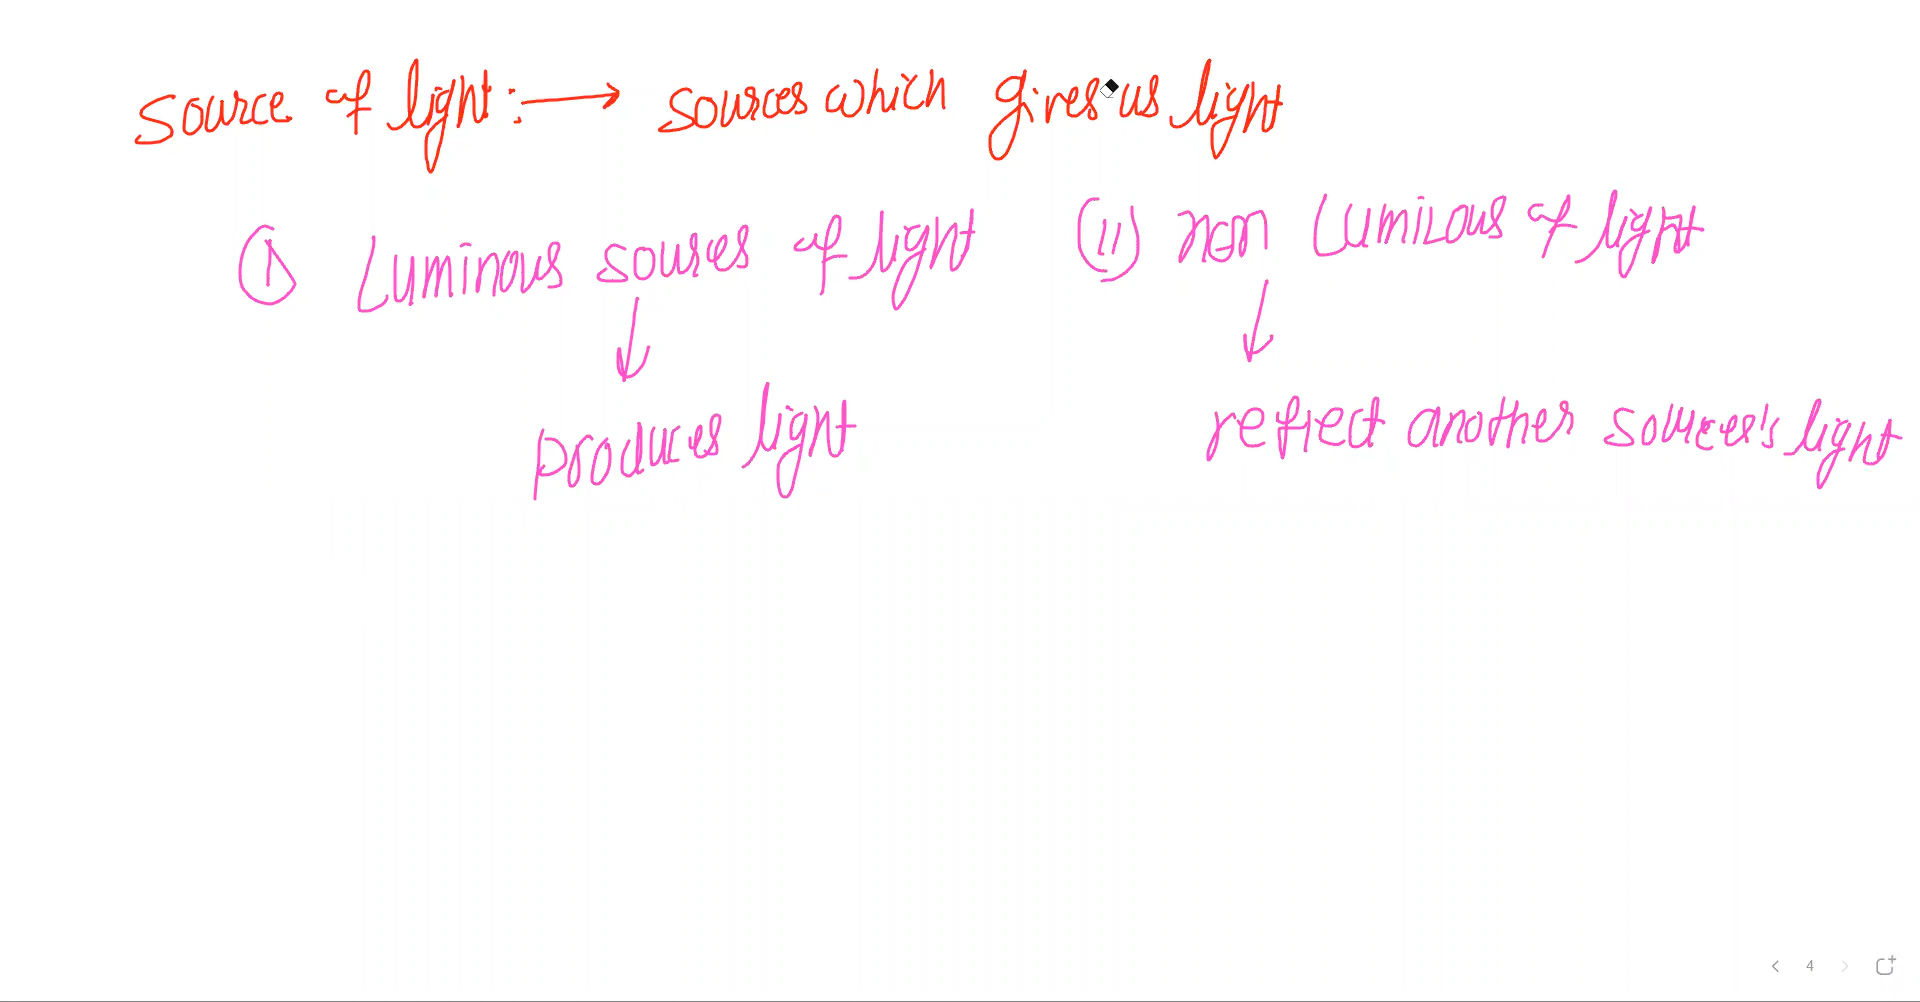 Source of light :→ sources which gives us light
(i) Luminous sources of light (ii) non Luminous of light
↓ ↓
produces light reflect another sources's light
4